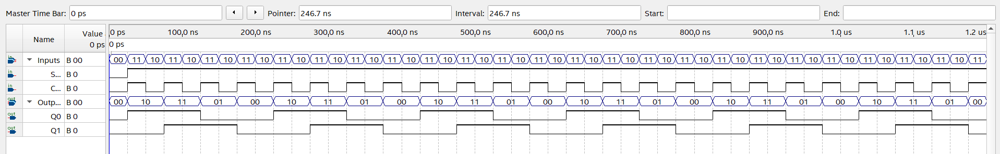 Master Time Bar: 0 ps Pointer: 246.7 ns Interval: 246.7 ns Start: End:
Name Value 0 ps
0 ps 100,0 ns 200,0 ns 300,0 ns 400,0 ns 500,0 ns 600,0 ns 700,0 ns 800,0 ns 900,0 ns 1.0 us 1.1 us 1.2 us
0 ps
in Inputs B 00 00 11 10 11 10 11 10 11 10 11 10 11 10 11 10 11 10 11 10 11 10 11 10 11 10 11 10 11 10 11 10 11 10 11 10 11 10 11 10 11 10 11 10 11 10 11 10 11
in S... B 0
in C... B 0
out Outp... B 00 00 10 11 01 00 10 11 01 00 10 11 01 00 10 11 01 00 10 11 01 00 10 11 01 00
out Q0 B 0
out Q1 B 0